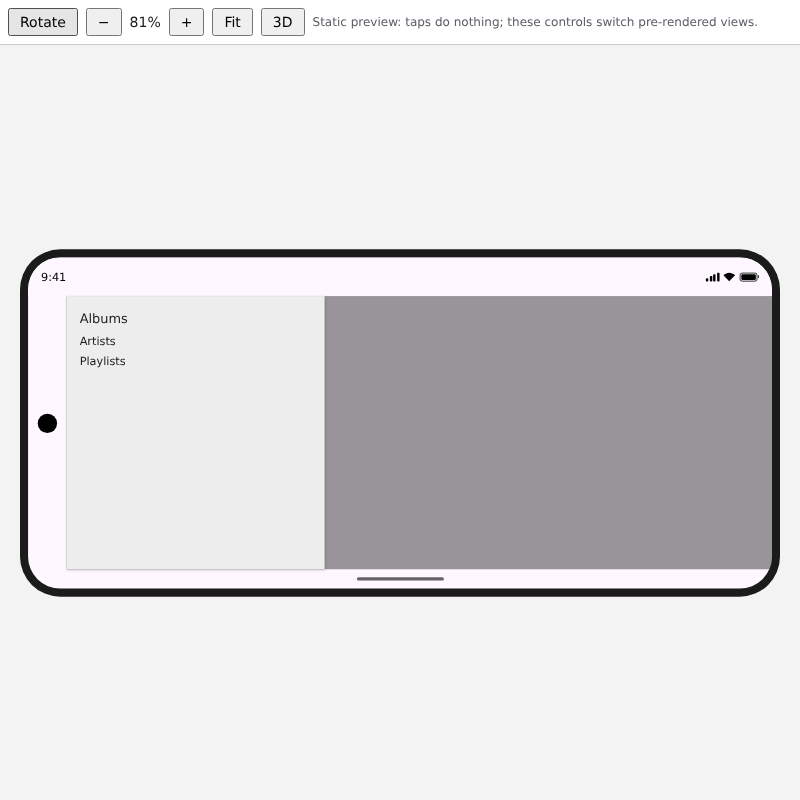 Rotate − 81% + Fit 3D Static preview: taps do nothing; these controls switch pre-rendered views.
9:41
Albums
Artists
Playlists